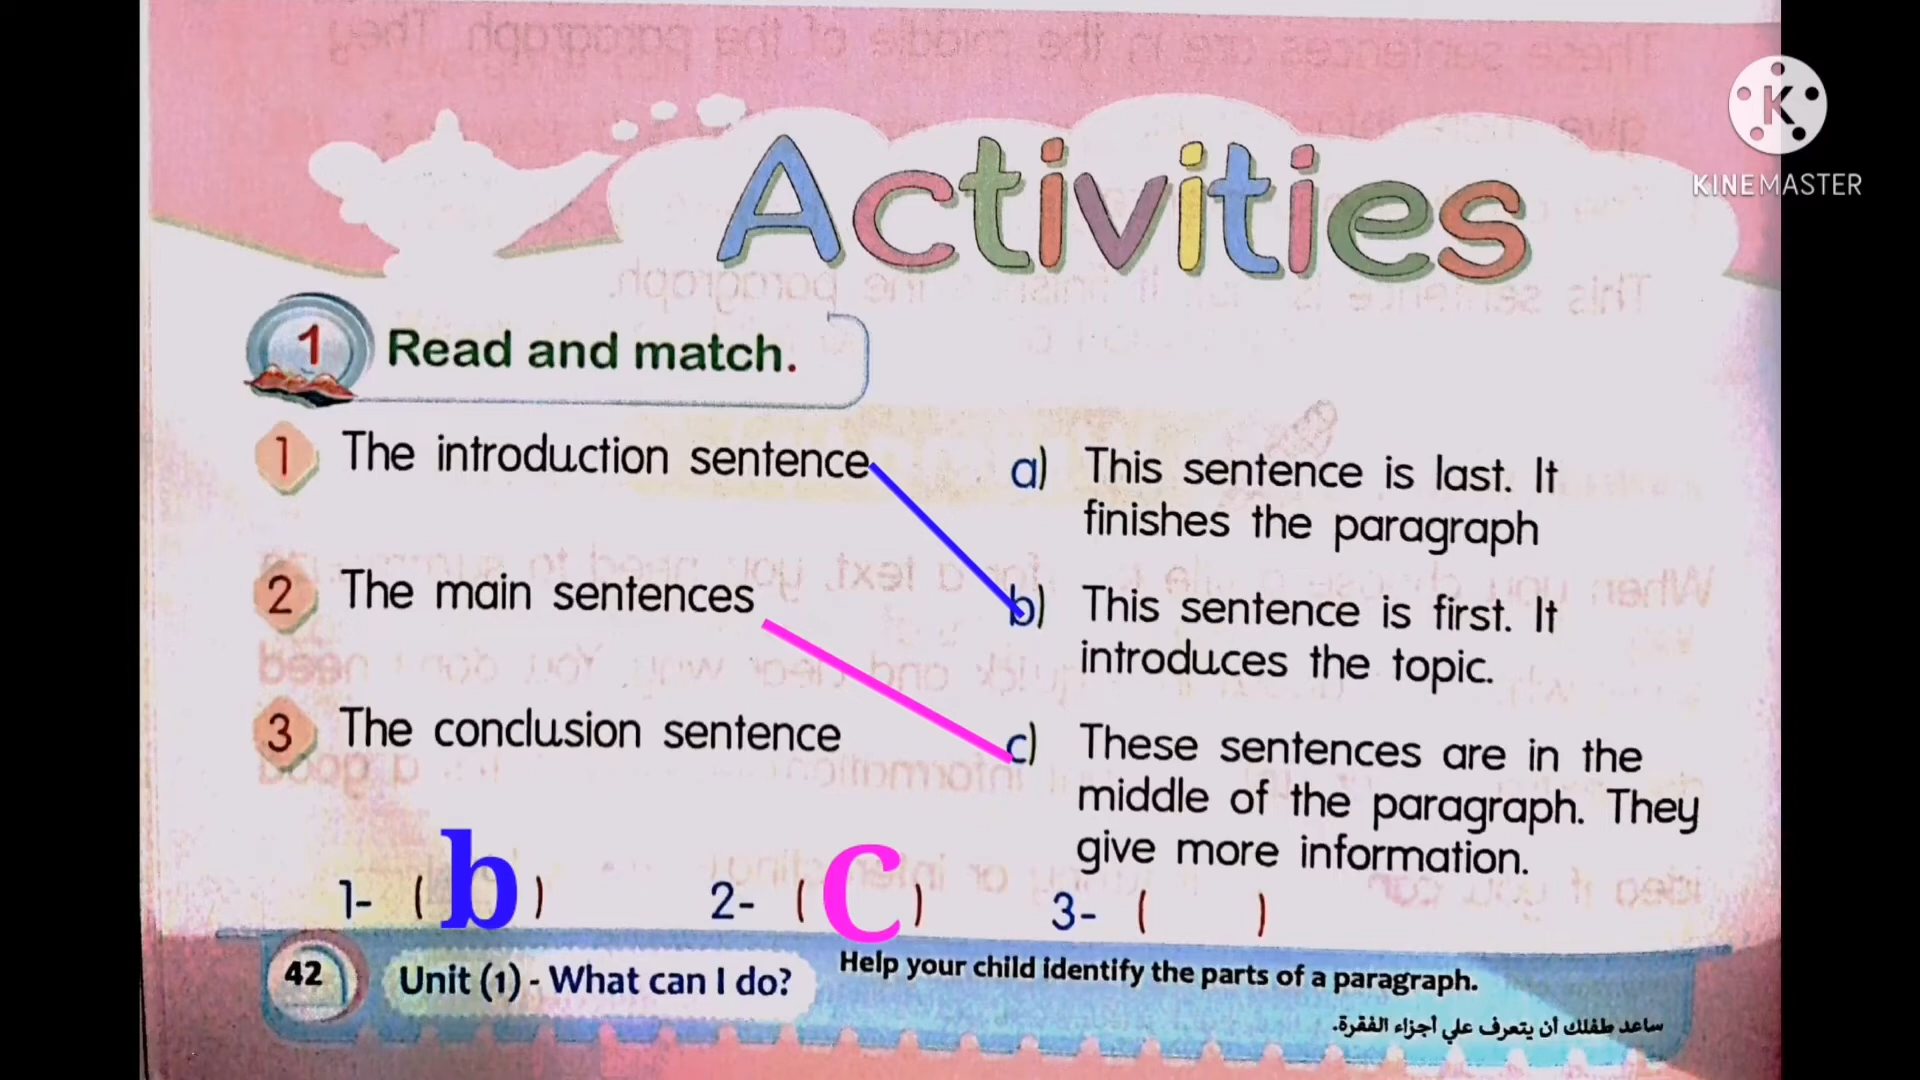 Activities
KINEMASTER
1 Read and match.
1 The introduction sentence
a) This sentence is last. It
finishes the paragraph
2 The main sentences
b) This sentence is first. It
introduces the topic.
3 The conclusion sentence
c) These sentences are in the
middle of the paragraph. They
give more information.
1- ( b ) 2- ( C ) 3- ( )
42 Unit (1) - What can I do? Help your child identify the parts of a paragraph.
ساعد طفلك أن يتعرف علي أجزاء الفقرة.